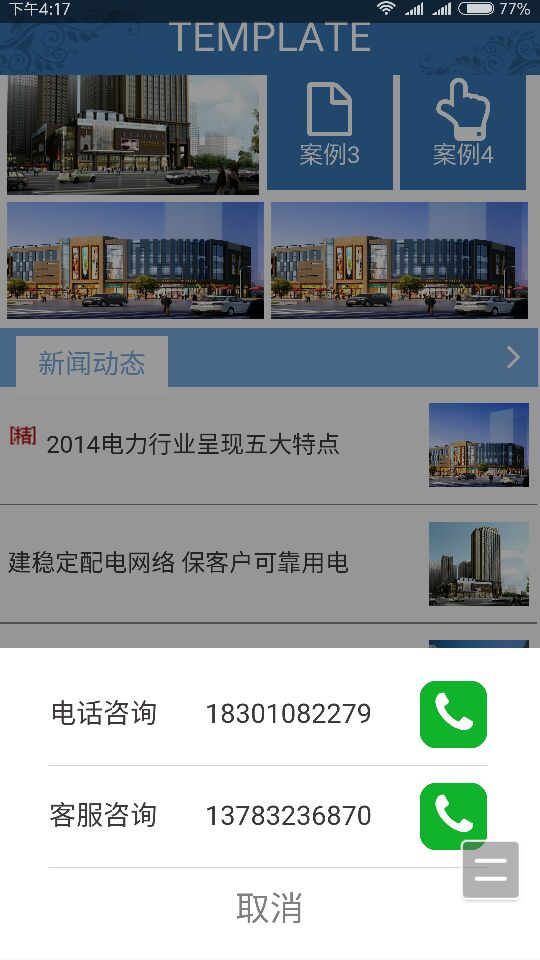 下午4:17
77%
TEMPLATE
案例3
案例4
新闻动态
[精]
2014电力行业呈现五大特点
建稳定配电网络 保客户可靠用电
电话咨询 18301082279
客服咨询 13783236870
取消